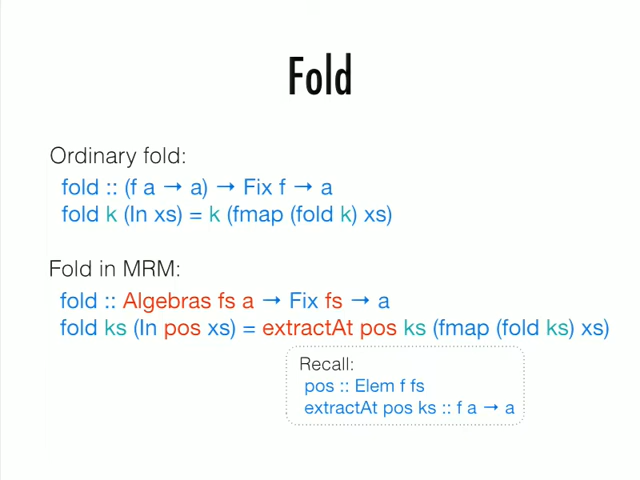 Fold
Ordinary fold:
fold :: (f a → a) → Fix f → a
fold k (In xs) = k (fmap (fold k) xs)
Fold in MRM:
fold :: Algebras fs a → Fix fs → a
fold ks (In pos xs) = extractAt pos ks (fmap (fold ks) xs)
Recall:
pos :: Elem f fs
extractAt pos ks :: f a → a